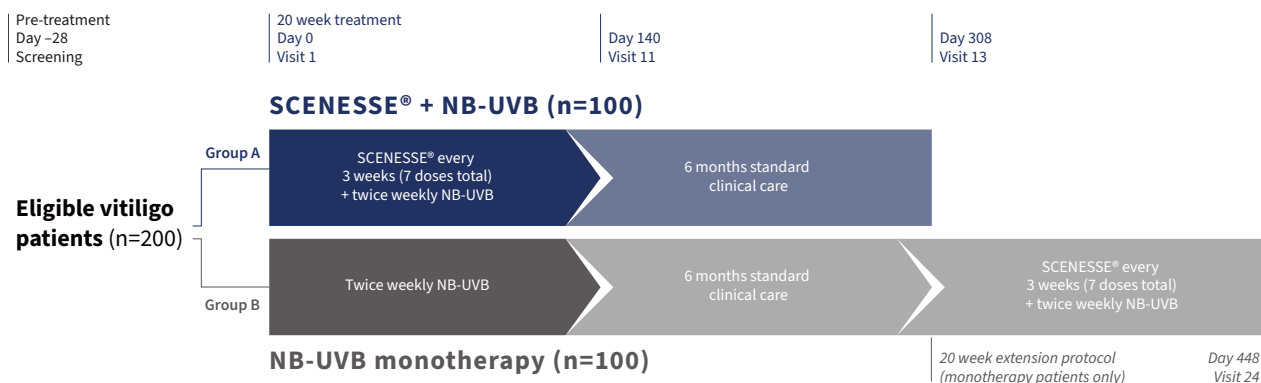 Pre-treatment
Day –28
Screening
20 week treatment
Day 0
Visit 1
Day 140
Visit 11
Day 308
Visit 13
SCENESSE® + NB-UVB (n=100)
Group A
SCENESSE® every
3 weeks (7 doses total)
+ twice weekly NB-UVB
6 months standard
clinical care
Eligible vitiligo
patients (n=200)
Group B
Twice weekly NB-UVB
6 months standard
clinical care
SCENESSE® every
3 weeks (7 doses total)
+ twice weekly NB-UVB
NB-UVB monotherapy (n=100)
20 week extension protocol
(monotherapy patients only)
Day 448
Visit 24